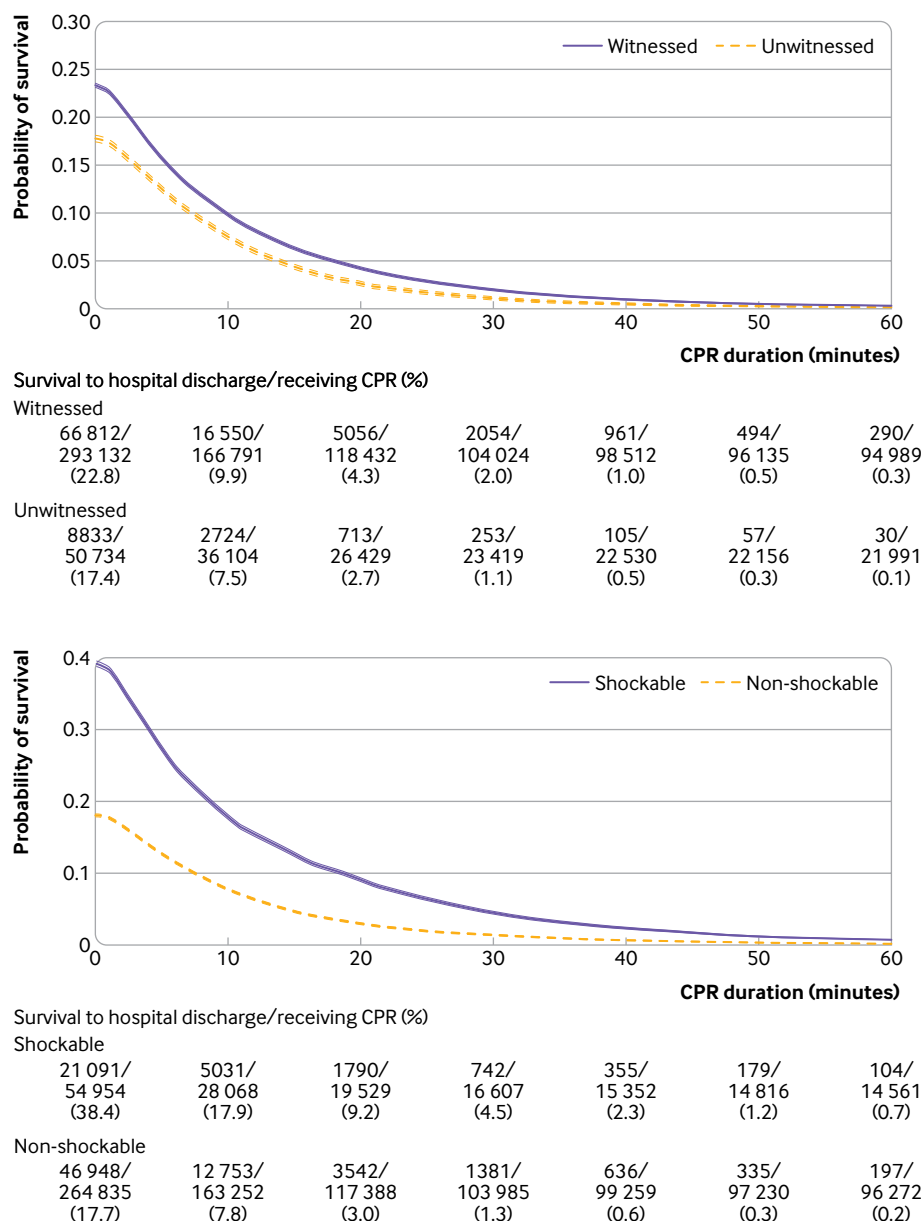 0.30
Witnessed Unwitnessed
0.25
0.20
0.15
0.10
0.05
0
Probability of survival
0 10 20 30 40 50 60
CPR duration (minutes)
Survival to hospital discharge/receiving CPR (%)
Witnessed
66 812/ 16 550/ 5056/ 2054/ 961/ 494/ 290/
293 132 166 791 118 432 104 024 98 512 96 135 94 989
(22.8) (9.9) (4.3) (2.0) (1.0) (0.5) (0.3)
Unwitnessed
8833/ 2724/ 713/ 253/ 105/ 57/ 30/
50 734 36 104 26 429 23 419 22 530 22 156 21 991
(17.4) (7.5) (2.7) (1.1) (0.5) (0.3) (0.1)
0.4
Shockable Non-shockable
0.3
0.2
0.1
0
Probability of survival
0 10 20 30 40 50 60
CPR duration (minutes)
Survival to hospital discharge/receiving CPR (%)
Shockable
21 091/ 5031/ 1790/ 742/ 355/ 179/ 104/
54 954 28 068 19 529 16 607 15 352 14 816 14 561
(38.4) (17.9) (9.2) (4.5) (2.3) (1.2) (0.7)
Non-shockable
46 948/ 12 753/ 3542/ 1381/ 636/ 335/ 197/
264 835 163 252 117 388 103 985 99 259 97 230 96 272
(17.7) (7.8) (3.0) (1.3) (0.6) (0.3) (0.2)